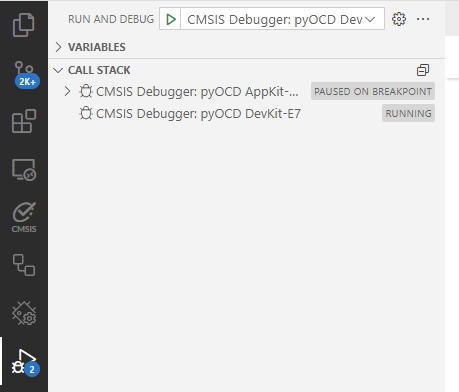 RUN AND DEBUG CMSIS Debugger: pyOCD Dev
2K+
VARIABLES
CALL STACK
CMSIS Debugger: pyOCD AppKit-... PAUSED ON BREAKPOINT
CMSIS Debugger: pyOCD DevKit-E7 RUNNING
CMSIS
2